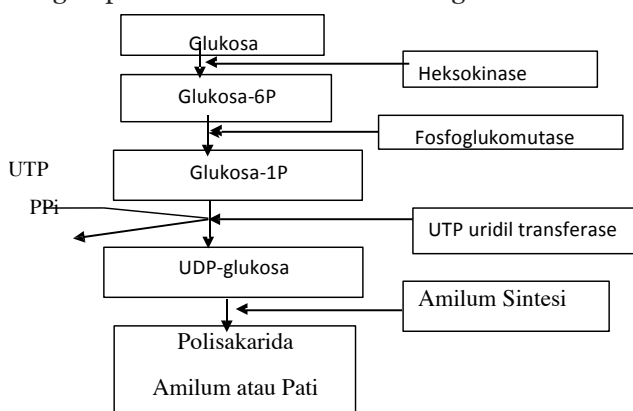 Glukosa
Heksokinase
Glukosa-6P
Fosfoglukomutase
UTP
Glukosa-1P
PPi
UTP uridil transferase
UDP-glukosa
Amilum Sintesi
Polisakarida
Amilum atau Pati